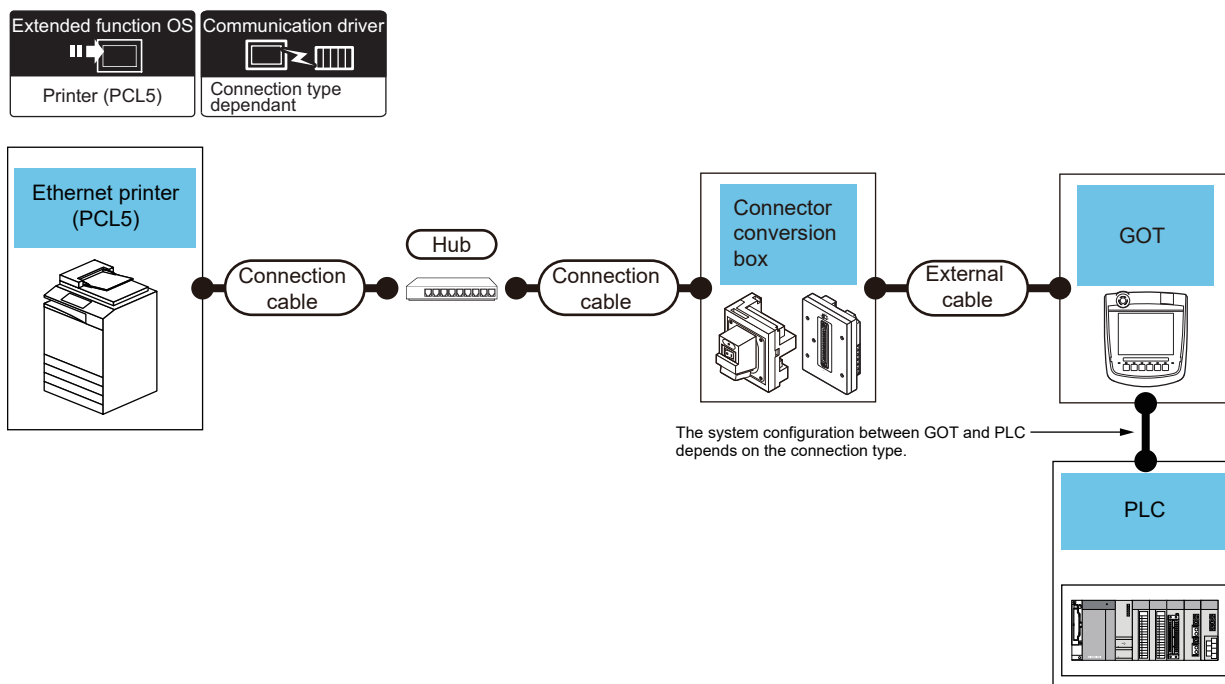 Extended function OS
Printer (PCL5)
Communication driver
Connection type
dependant
Ethernet printer
(PCL5)
Connection
cable
Hub
Connection
cable
Connector
conversion
box
External
cable
GOT
The system configuration between GOT and PLC
depends on the connection type.
PLC